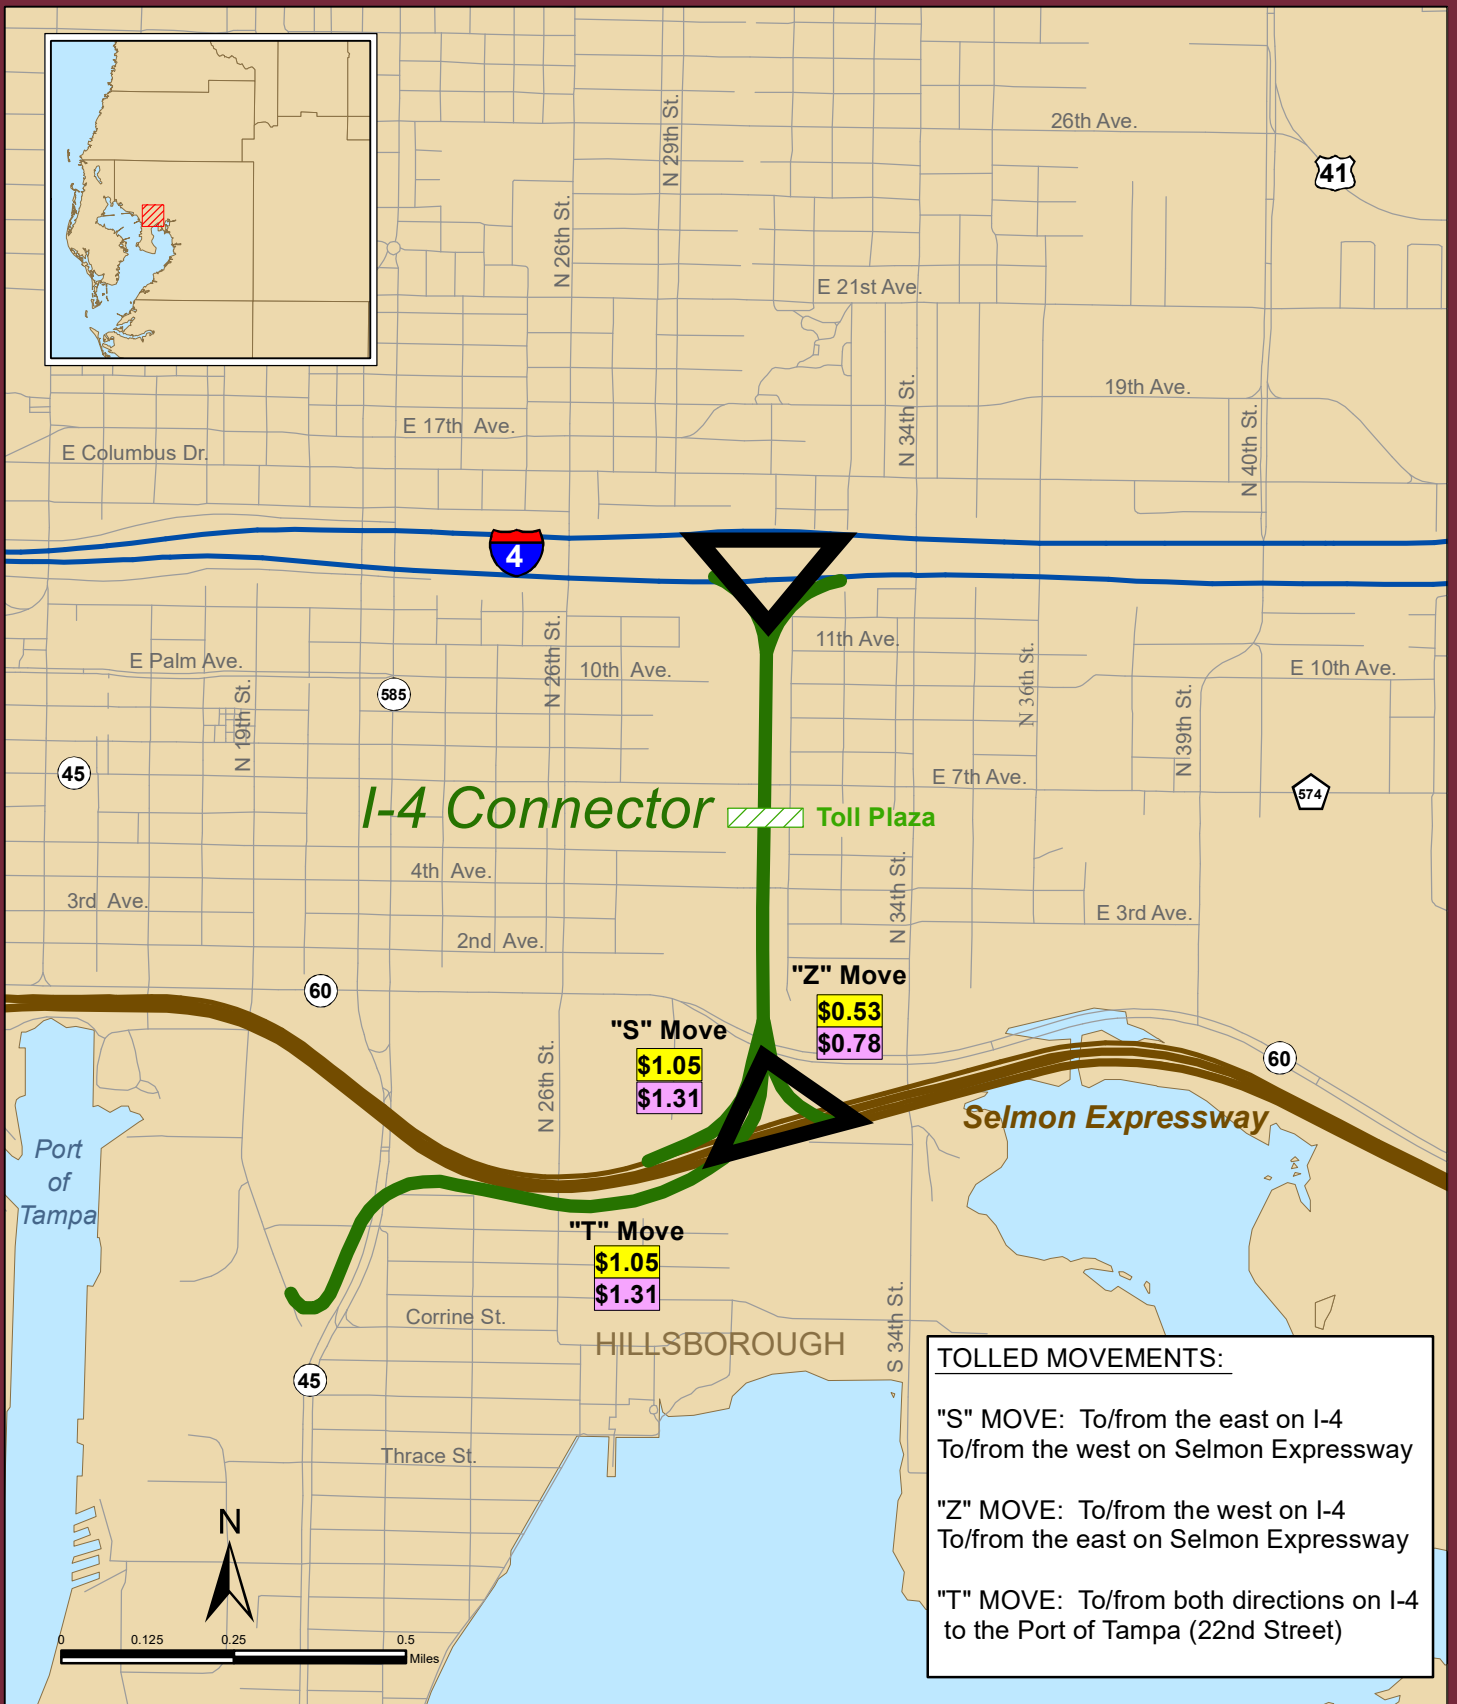 26th Ave.
N 29th St.
41
N 26th St.
E 21st Ave.
19th Ave.
N 34th St.
N 40th St.
E 17th Ave.
E Columbus Dr.
4
11th Ave.
N 26th St.
E Palm Ave.
10th Ave.
N 36th St.
E 10th Ave.
585
N 19th St.
N 39th St.
45
E 7th Ave.
574
I-4 Connector
Toll Plaza
4th Ave.
3rd Ave.
N 34th St.
E 3rd Ave.
2nd Ave.
"Z" Move
$0.53
$0.78
60
"S" Move
$1.05
$1.31
60
N 26th St.
Selmon Expressway
Port
of
Tampa
"T" Move
$1.05
$1.31
Corrine St.
HILLSBOROUGH
S 34th St.
45
Thrace St.
TOLLED MOVEMENTS:
"S" MOVE: To/from the east on I-4
To/from the west on Selmon Expressway
"Z" MOVE: To/from the west on I-4
To/from the east on Selmon Expressway
"T" MOVE: To/from both directions on I-4
to the Port of Tampa (22nd Street)
N
0 0.125 0.25 0.5
Miles